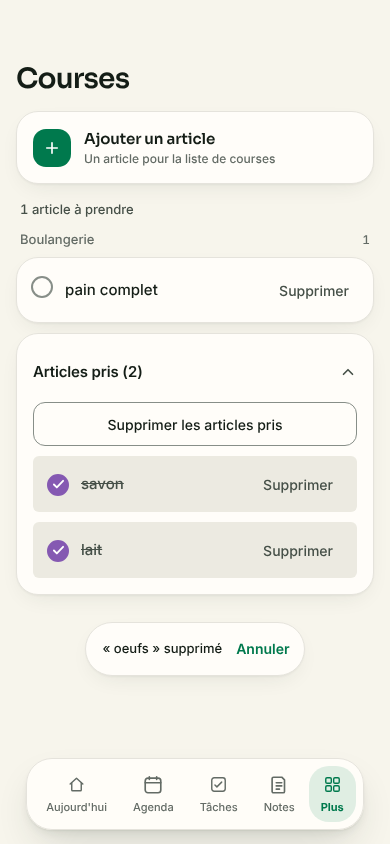 Courses
Ajouter un article
Un article pour la liste de courses
1 article à prendre
Boulangerie 1
pain complet Supprimer
Articles pris (2)
Supprimer les articles pris
savon Supprimer
lait Supprimer
« oeufs » supprimé Annuler
Aujourd'hui Agenda Tâches Notes Plus